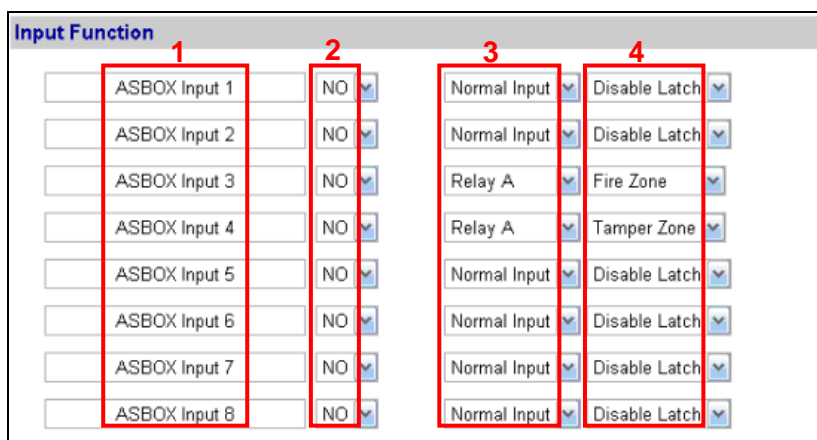 Input Function
1 2 3 4
ASBOX Input 1 NO Normal Input Disable Latch
ASBOX Input 2 NO Normal Input Disable Latch
ASBOX Input 3 NO Relay A Fire Zone
ASBOX Input 4 NO Relay A Tamper Zone
ASBOX Input 5 NO Normal Input Disable Latch
ASBOX Input 6 NO Normal Input Disable Latch
ASBOX Input 7 NO Normal Input Disable Latch
ASBOX Input 8 NO Normal Input Disable Latch